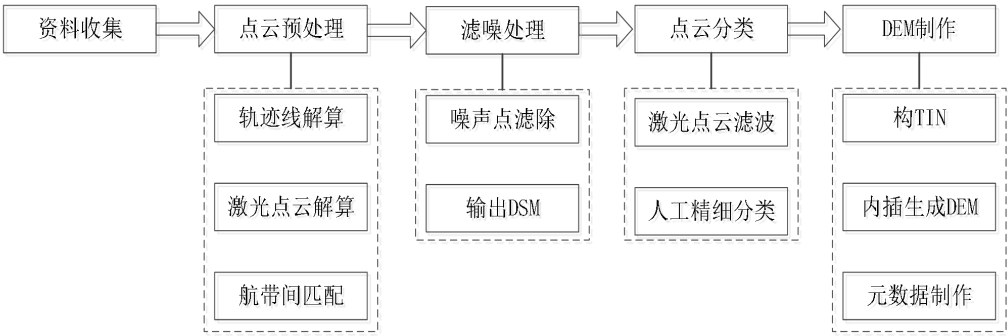 资料收集
点云预处理
滤噪处理
点云分类
DEM制作
轨迹线解算
激光点云解算
航带间匹配
噪声点滤除
输出DSM
激光点云滤波
人工精细分类
构TIN
内插生成DEM
元数据制作